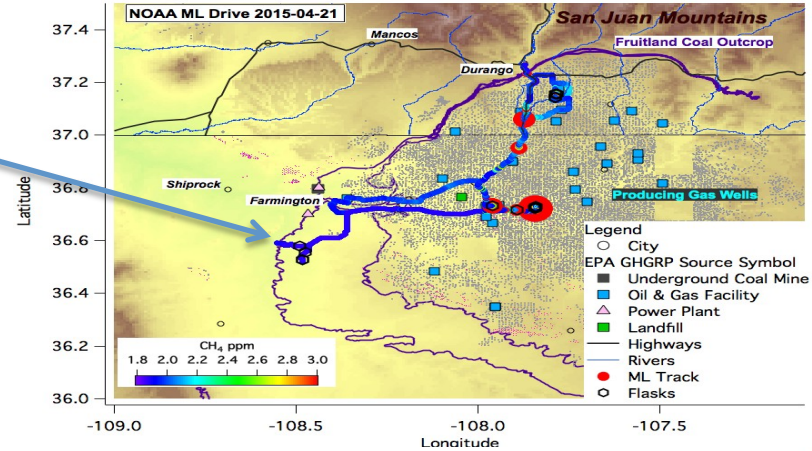 NOAA ML Drive 2015-04-21
San Juan Mountains
Fruitland Coal Outcrop
Mancos
Durango
Shiprock
Farmington
Producing Gas Wells
Latitude
37.4
37.2
37.0
36.8
36.6
36.4
36.2
36.0
CH4 ppm
1.8 2.0 2.2 2.4 2.6 2.8 3.0
Legend
City
EPA GHGRP Source Symbol
Underground Coal Mine
Oil & Gas Facility
Power Plant
Landfill
Highways
Rivers
ML Track
Flasks
-109.0 -108.5 -108.0 -107.5
Longitude